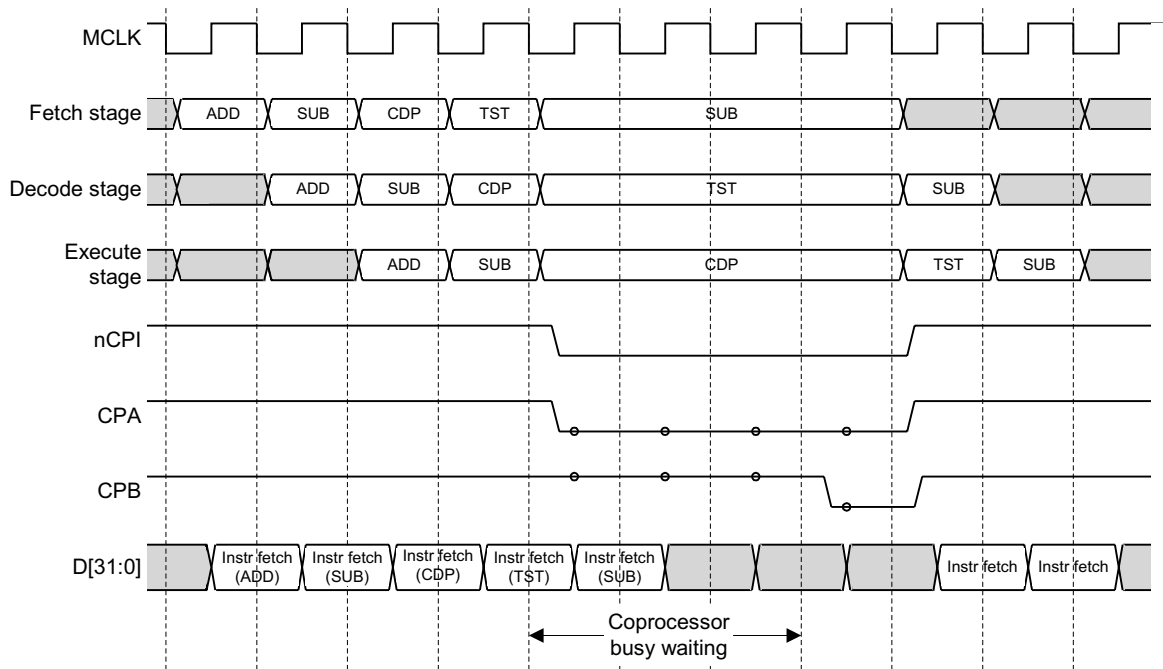 MCLK
Fetch stage
ADD
SUB
CDP
TST
SUB
Decode stage
ADD
SUB
CDP
TST
SUB
Execute
stage
ADD
SUB
CDP
TST
SUB
nCPI
CPA
CPB
D[31:0]
Instr fetch
(ADD)
Instr fetch
(SUB)
Instr fetch
(CDP)
Instr fetch
(TST)
Instr fetch
(SUB)
Instr fetch
Instr fetch
Coprocessor
busy waiting